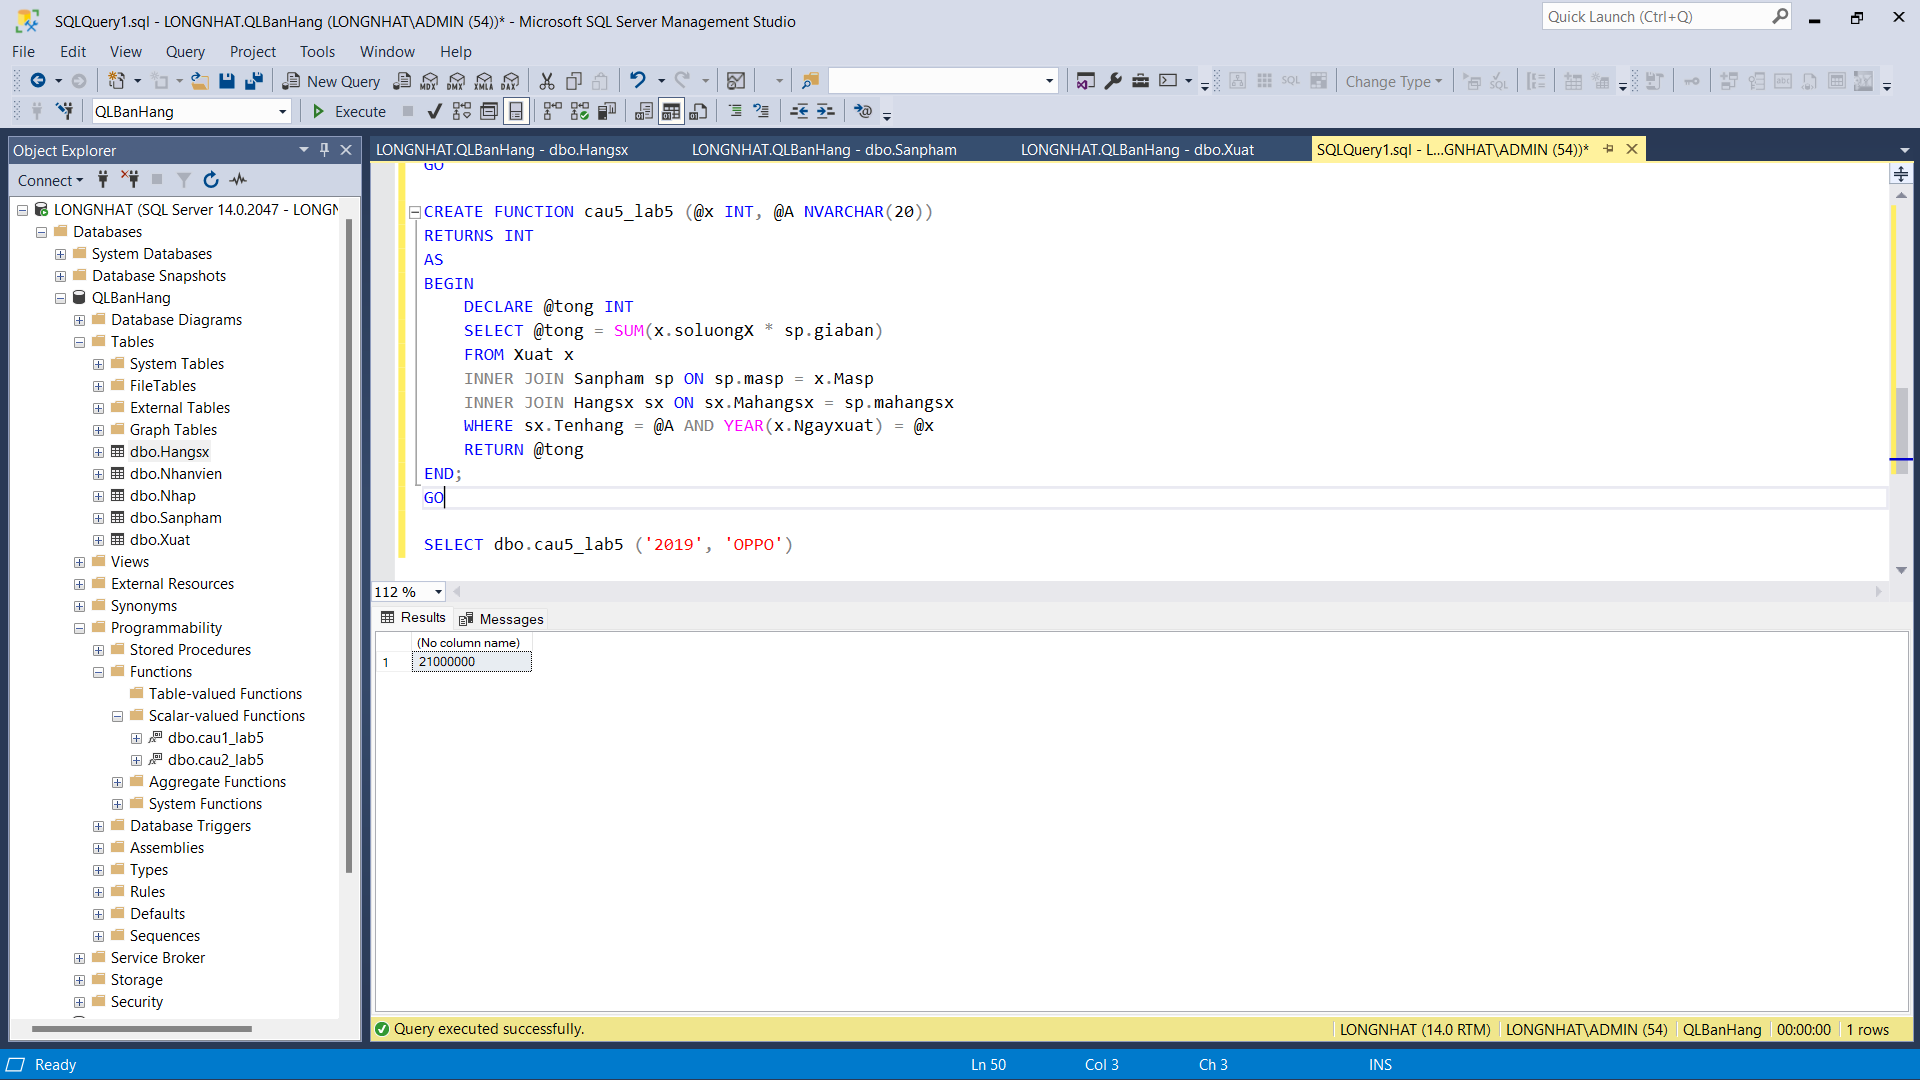 SQLQuery1.sql - LONGNHAT.QLBanHang (LONGNHAT\ADMIN (54))* - Microsoft SQL Server Management Studio
Quick Launch (Ctrl+Q)
File Edit View Query Project Tools Window Help
New Query
MDX DMX XMLA DAX
SQL
Change Type
QLBanHang
Execute
Object Explorer
LONGNHAT.QLBanHang - dbo.Hangsx
LONGNHAT.QLBanHang - dbo.Sanpham
LONGNHAT.QLBanHang - dbo.Xuat
SQLQuery1.sql - L...GNHAT\ADMIN (54))*
Connect
LONGNHAT (SQL Server 14.0.2047 - LONGN
Databases
System Databases
Database Snapshots
QLBanHang
Database Diagrams
Tables
System Tables
FileTables
External Tables
Graph Tables
dbo.Hangsx
dbo.Nhanvien
dbo.Nhap
dbo.Sanpham
dbo.Xuat
Views
External Resources
Synonyms
Programmability
Stored Procedures
Functions
Table-valued Functions
Scalar-valued Functions
dbo.cau1_lab5
dbo.cau2_lab5
Aggregate Functions
System Functions
Database Triggers
Assemblies
Types
Rules
Defaults
Sequences
Service Broker
Storage
Security
GO
CREATE FUNCTION cau5_lab5 (@x INT, @A NVARCHAR(20))
RETURNS INT
AS
BEGIN
DECLARE @tong INT
SELECT @tong = SUM(x.soluongX * sp.giaban)
FROM Xuat x
INNER JOIN Sanpham sp ON sp.masp = x.Masp
INNER JOIN Hangsx sx ON sx.Mahangsx = sp.mahangsx
WHERE sx.Tenhang = @A AND YEAR(x.Ngayxuat) = @x
RETURN @tong
END;
GO
SELECT dbo.cau5_lab5 ('2019', 'OPPO')
112 %
Results Messages
(No column name)
1 21000000
Query executed successfully.
LONGNHAT (14.0 RTM) LONGNHAT\ADMIN (54) QLBanHang 00:00:00 1 rows
Ready
Ln 50 Col 3 Ch 3 INS